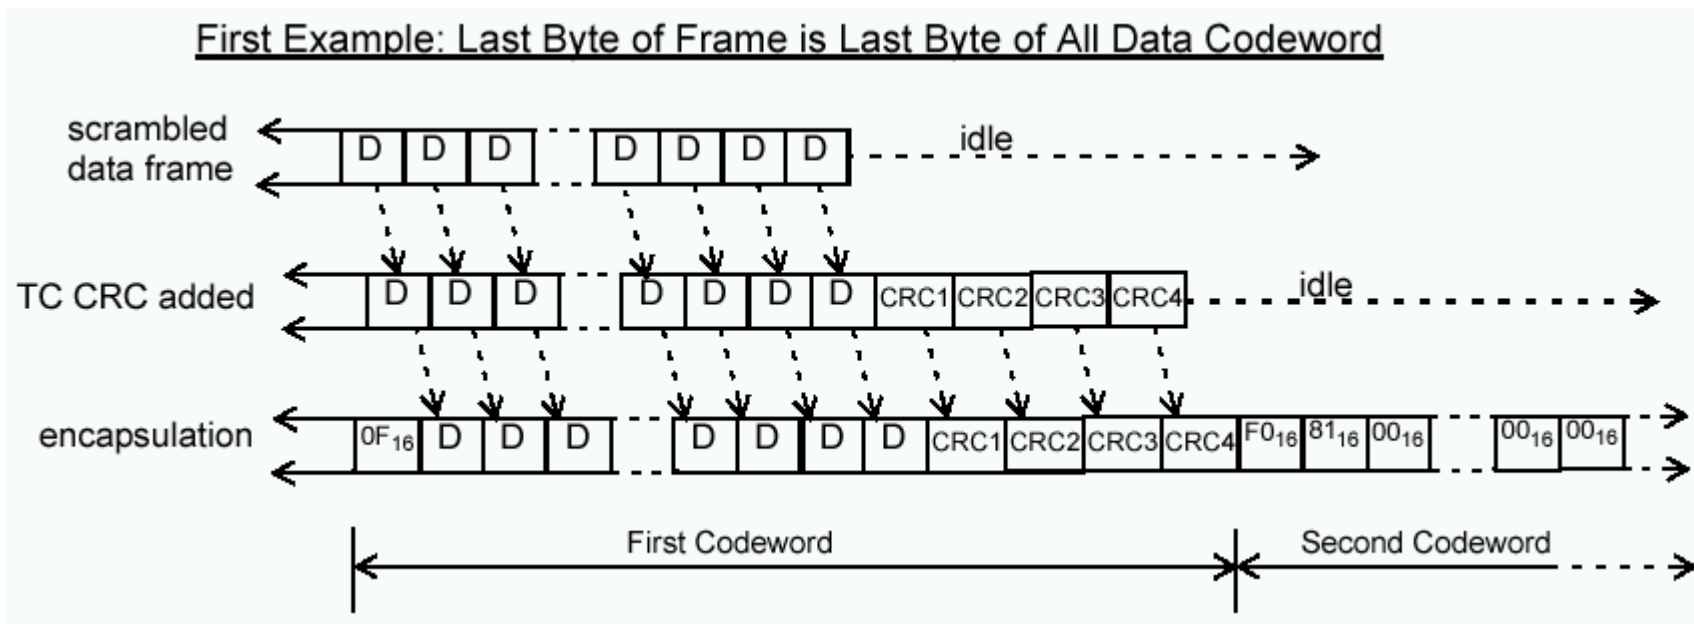 First Example: Last Byte of Frame is Last Byte of All Data Codeword
scrambled
data frame
D D D D D D D
idle
TC CRC added
D D D D D D D CRC1 CRC2 CRC3 CRC4
idle
encapsulation
0F₁₆ D D D D D D D CRC1 CRC2 CRC3 CRC4 F0₁₆ 81₁₆ 00₁₆ 00₁₆ 00₁₆
First Codeword
Second Codeword